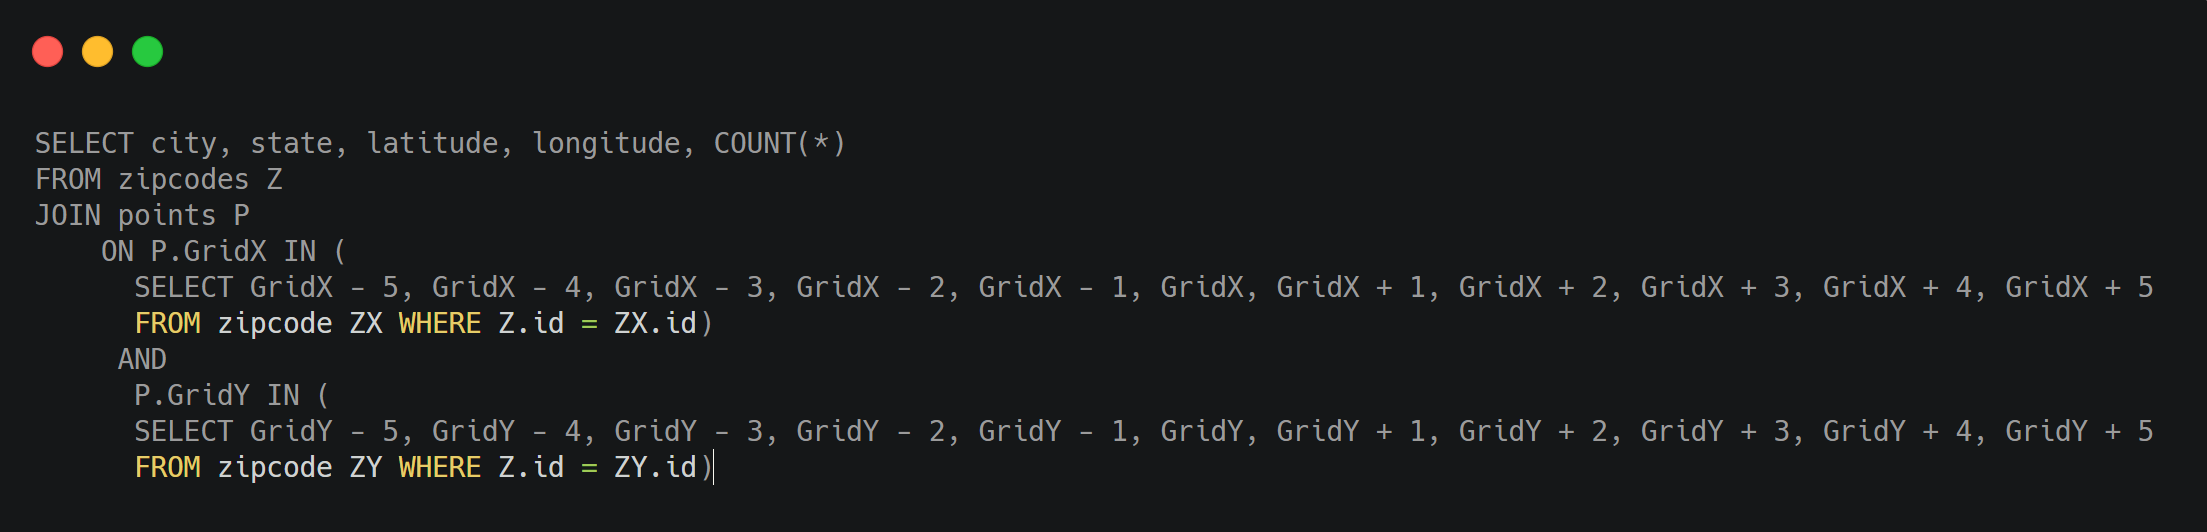 SELECT city, state, latitude, longitude, COUNT(*)
FROM zipcodes Z
JOIN points P
    ON P.GridX IN (
      SELECT GridX - 5, GridX - 4, GridX - 3, GridX - 2, GridX - 1, GridX, GridX + 1, GridX + 2, GridX + 3, GridX + 4, GridX + 5
      FROM zipcode ZX WHERE Z.id = ZX.id)
     AND
      P.GridY IN (
      SELECT GridY - 5, GridY - 4, GridY - 3, GridY - 2, GridY - 1, GridY, GridY + 1, GridY + 2, GridY + 3, GridY + 4, GridY + 5
      FROM zipcode ZY WHERE Z.id = ZY.id)